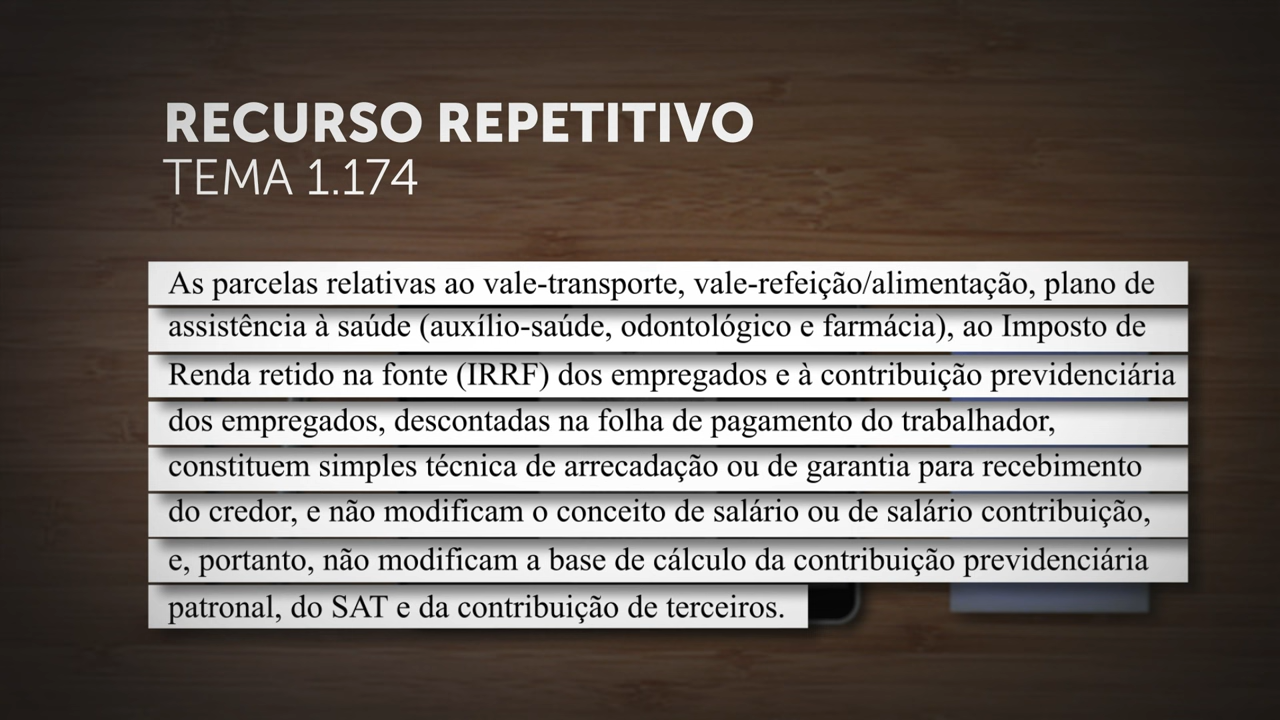 RECURSO REPETITIVO
TEMA 1.174
As parcelas relativas ao vale-transporte, vale-refeição/alimentação, plano de
assistência à saúde (auxílio-saúde, odontológico e farmácia), ao Imposto de
Renda retido na fonte (IRRF) dos empregados e à contribuição previdenciária
dos empregados, descontadas na folha de pagamento do trabalhador,
constituem simples técnica de arrecadação ou de garantia para recebimento
do credor, e não modificam o conceito de salário ou de salário contribuição,
e, portanto, não modificam a base de cálculo da contribuição previdenciária
patronal, do SAT e da contribuição de terceiros.